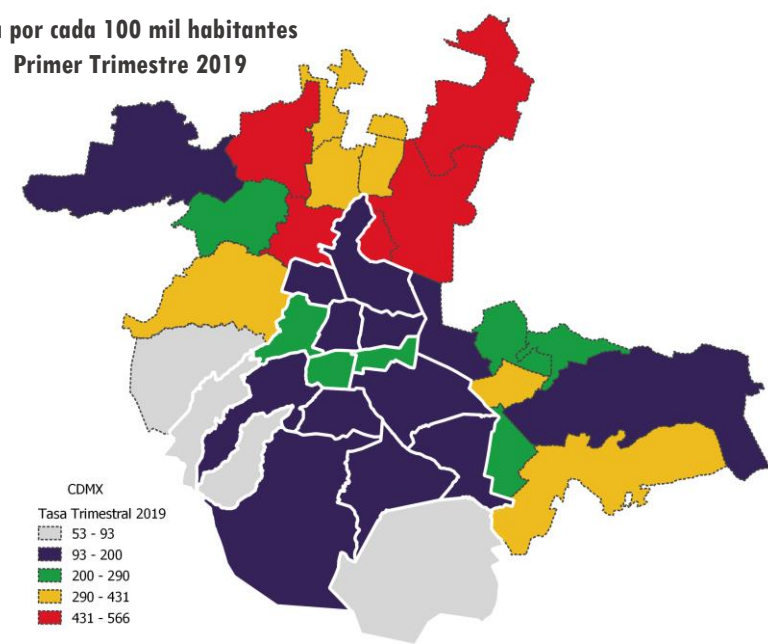 por cada 100 mil habitantes
Primer Trimestre 2019
CDMX
Tasa Trimestral 2019
53 - 93
93 - 200
200 - 290
290 - 431
431 - 566